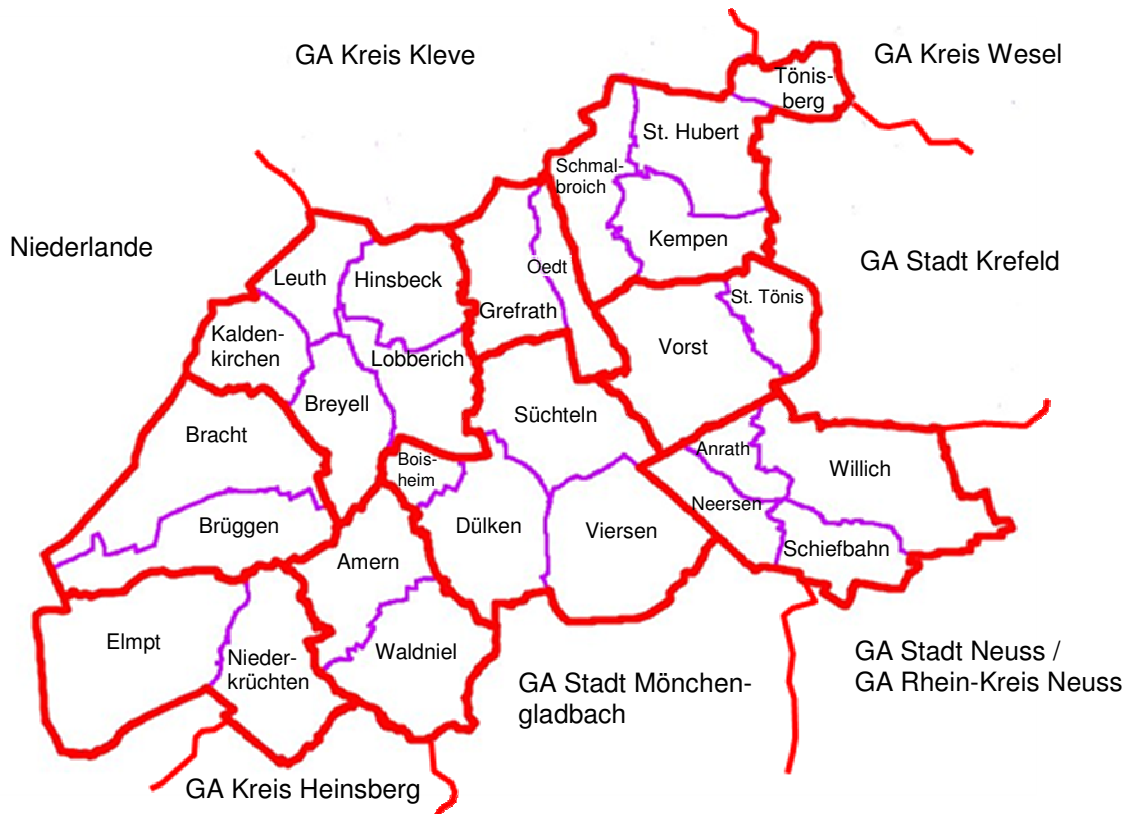 GA Kreis Kleve
GA Kreis Wesel
Tönis-
berg
St. Hubert
Schmal-
broich
Kempen
Niederlande
GA Stadt Krefeld
Leuth
Hinsbeck
Oedt
St. Tönis
Grefrath
Kalden-
kirchen
Lobberich
Vorst
Breyell
Süchteln
Bracht
Anrath
Willich
Bois-
heim
Neersen
Brüggen
Dülken
Viersen
Schiefbahn
Amern
Elmpt
Nieder-
krüchten
Waldniel
GA Stadt Mönchen-
gladbach
GA Stadt Neuss /
GA Rhein-Kreis Neuss
GA Kreis Heinsberg